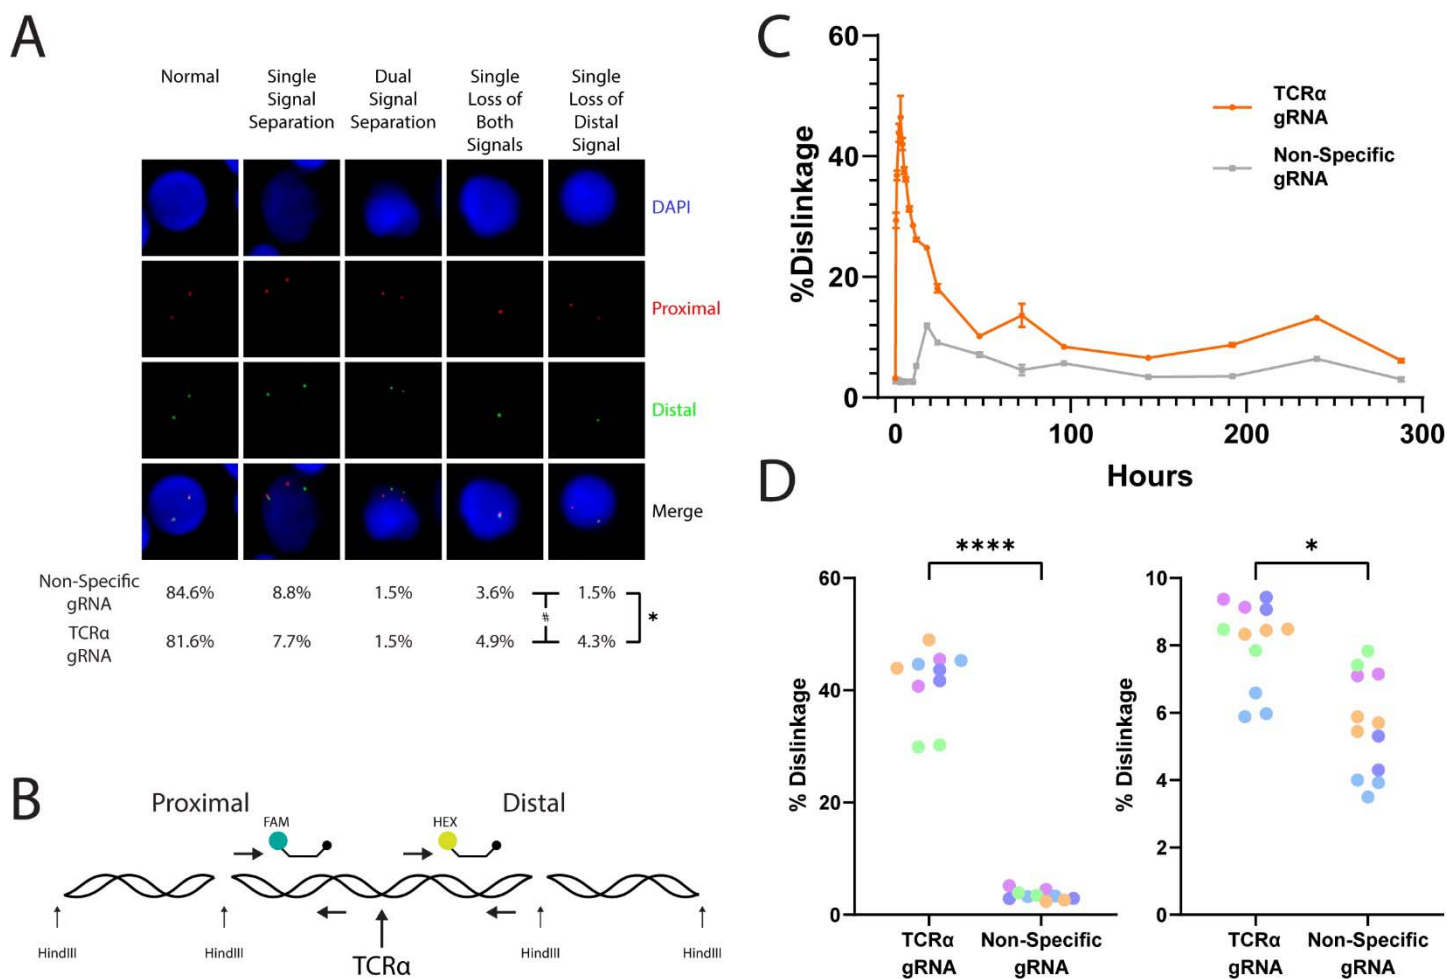 A
Normal
Single
Signal
Separation
Dual
Signal
Separation
Single
Loss of
Both
Signals
Single
Loss of
Distal
Signal
DAPI
Proximal
Distal
Merge
Non-Specific
gRNA
84.6%
8.8%
1.5%
3.6%
1.5%
#
*
TCRα
gRNA
81.6%
7.7%
1.5%
4.9%
4.3%
B
Proximal
Distal
FAM
HEX
HindIII
HindIII
TCRα
HindIII
HindIII
C
60
40
20
0
%Dislinkage
0
100
200
300
Hours
TCRα
gRNA
Non-Specific
gRNA
D
****
60
40
20
0
% Dislinkage
TCRα
gRNA
Non-Specific
gRNA
*
10
8
6
4
2
0
% Dislinkage
TCRα
gRNA
Non-Specific
gRNA